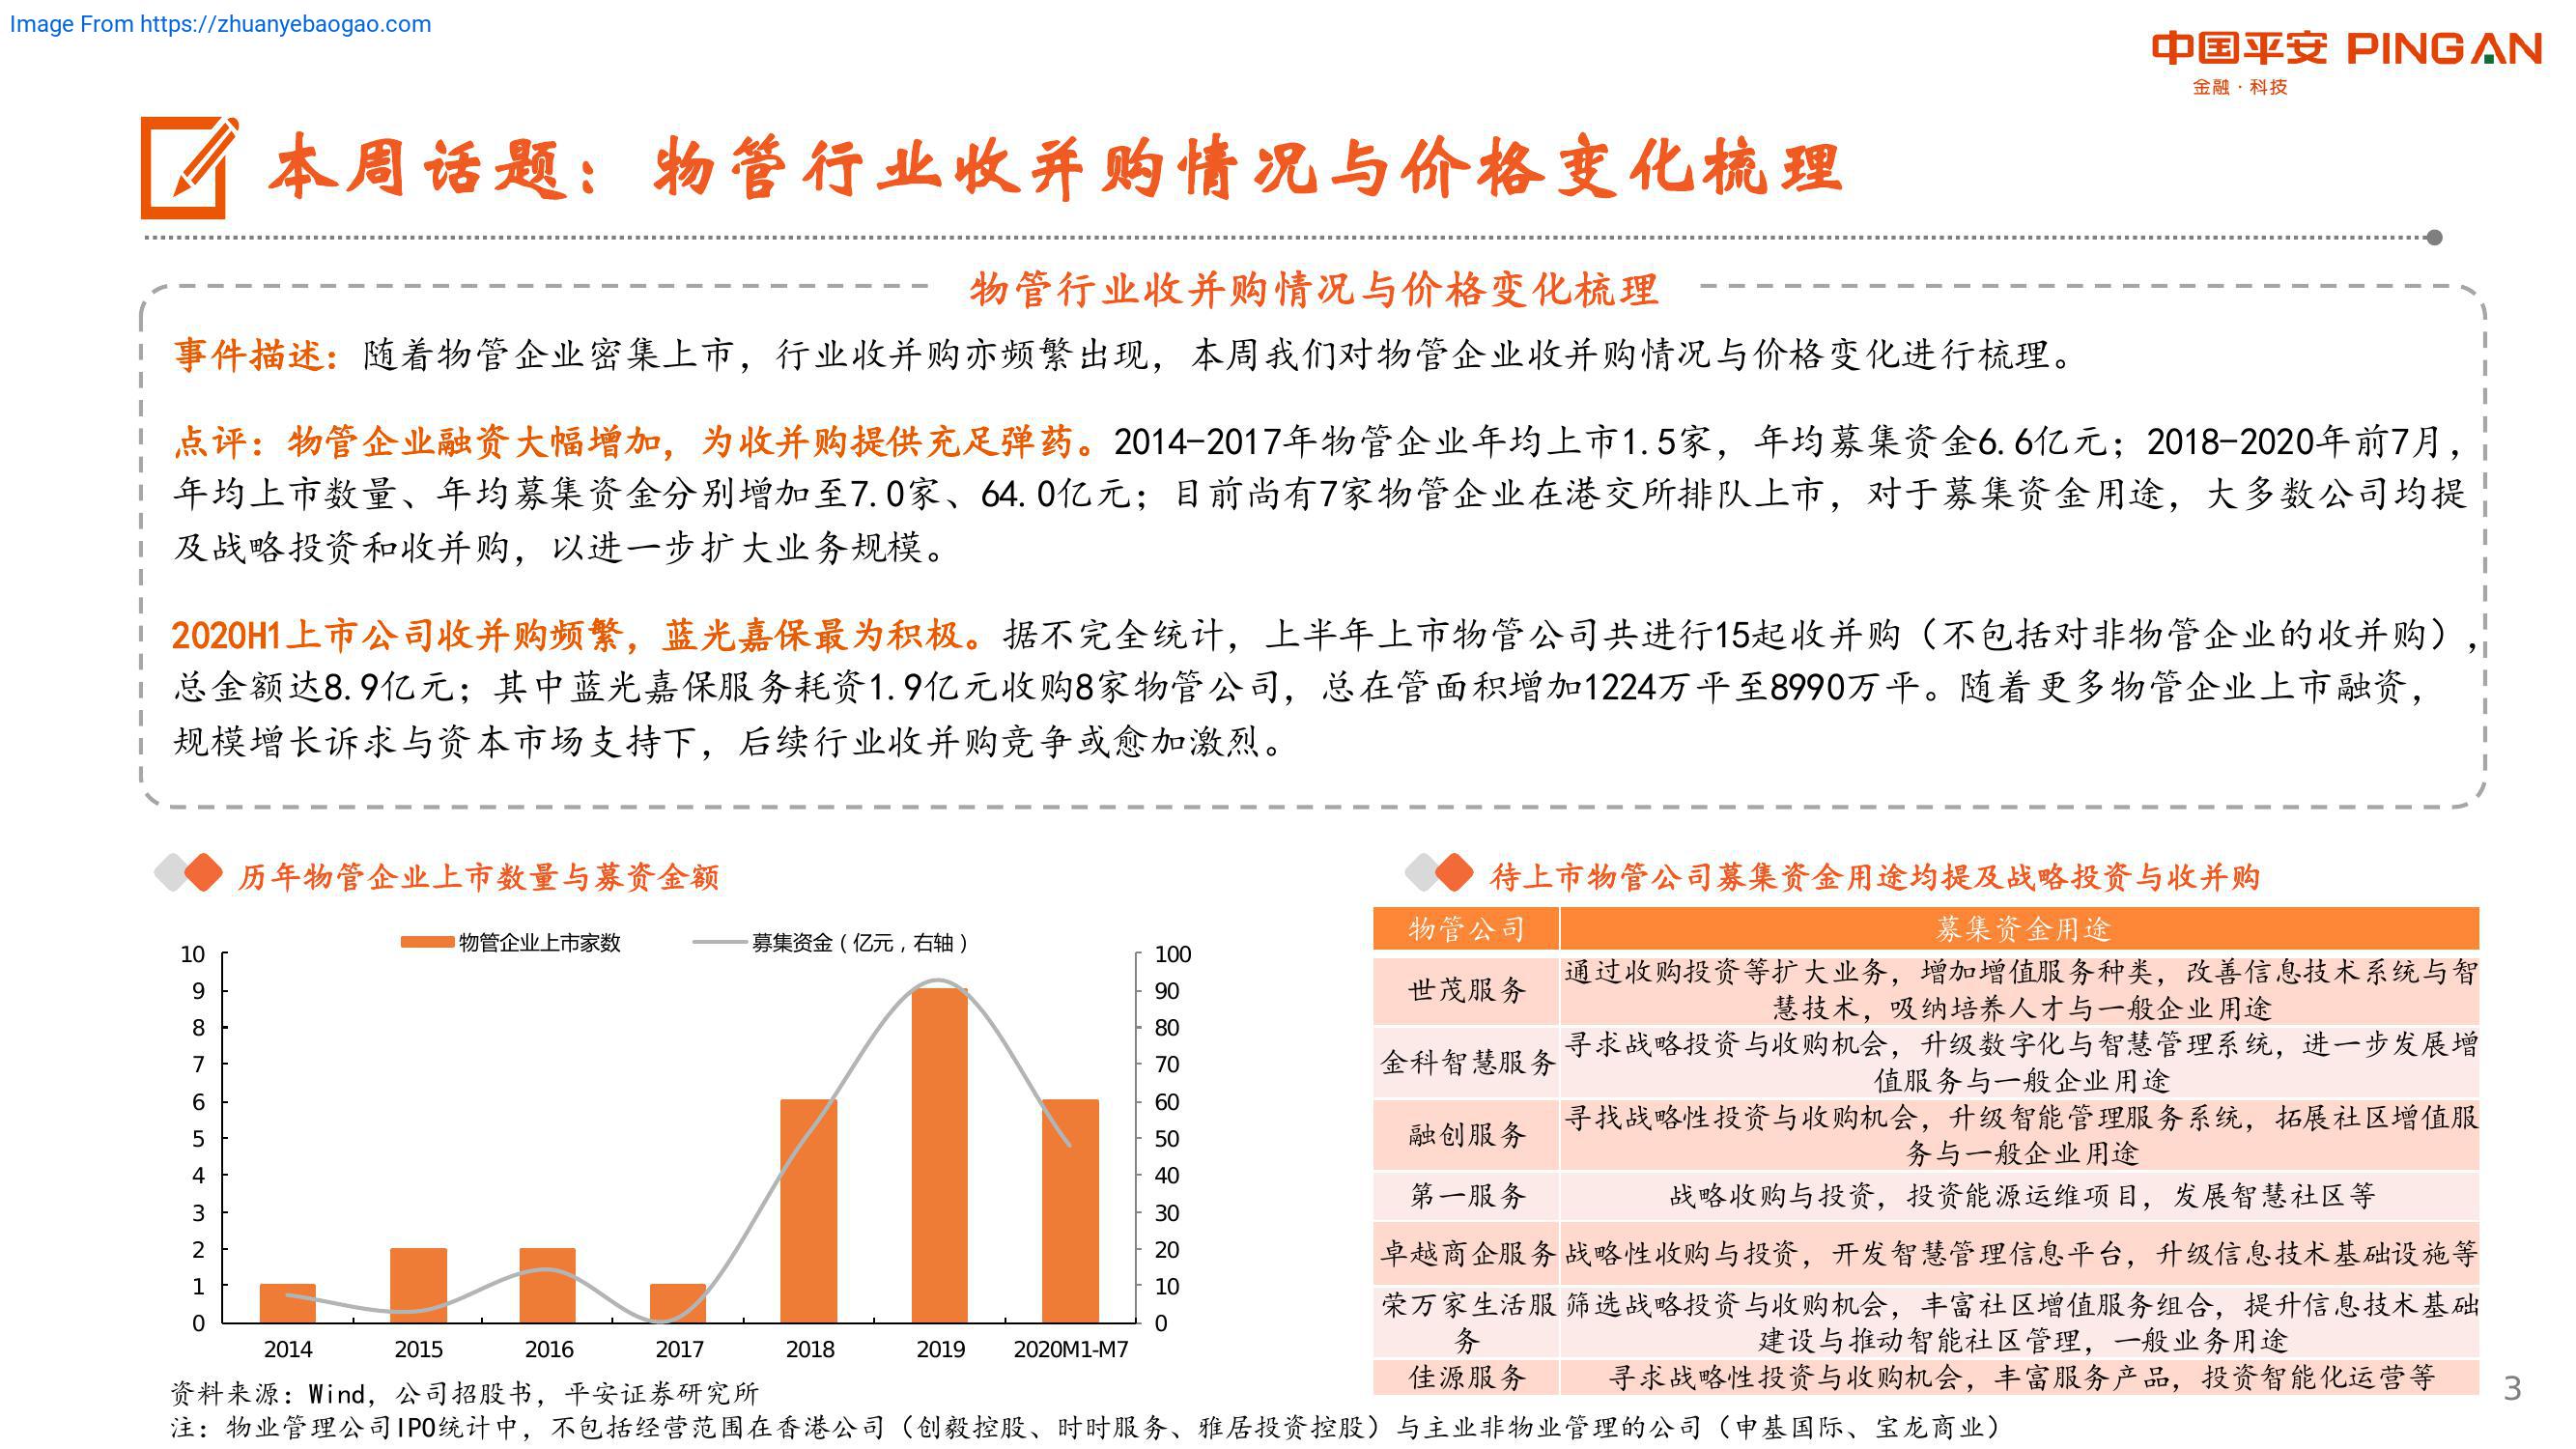 Image From https://zhuanyebaogao.com
中国平安 PINGAN
金融·科技
本周话题：物管行业收并购情况与价格变化梳理
物管行业收并购情况与价格变化梳理
事件描述：随着物管企业密集上市，行业收并购亦频繁出现，本周我们对物管企业收并购情况与价格变化进行梳理。
点评：物管企业融资大幅增加，为收并购提供充足弹药。2014-2017年物管企业年均上市1.5家，年均募集资金6.6亿元；2018-2020年前7月，
年均上市数量、年均募集资金分别增加至7.0家、64.0亿元；目前尚有7家物管企业在港交所排队上市，对于募集资金用途，大多数公司均提
及战略投资和收并购，以进一步扩大业务规模。
2020H1上市公司收并购频繁，蓝光嘉保最为积极。据不完全统计，上半年上市物管公司共进行15起收并购（不包括对非物管企业的收并购），
总金额达8.9亿元；其中蓝光嘉保服务耗资1.9亿元收购8家物管公司，总在管面积增加1224万平至8990万平。随着更多物管企业上市融资，
规模增长诉求与资本市场支持下，后续行业收并购竞争或愈加激烈。
历年物管企业上市数量与募资金额
物管企业上市家数
募集资金（亿元，右轴）
10
9
8
7
6
5
4
3
2
1
0
100
90
80
70
60
50
40
30
20
10
0
2014 2015 2016 2017 2018 2019 2020M1-M7
待上市物管公司募集资金用途均提及战略投资与收并购
物管公司 募集资金用途
世茂服务 通过收购投资等扩大业务，增加增值服务种类，改善信息技术系统与智
慧技术，吸纳培养人才与一般企业用途
金科智慧服务 寻求战略投资与收购机会，升级数字化与智慧管理系统，进一步发展增
值服务与一般企业用途
融创服务 寻找战略性投资与收购机会，升级智能管理服务系统，拓展社区增值服
务与一般企业用途
第一服务 战略收购与投资，投资能源运维项目，发展智慧社区等
卓越商企服务 战略性收购与投资，开发智慧管理信息平台，升级信息技术基础设施等
荣万家生活服 筛选战略投资与收购机会，丰富社区增值服务组合，提升信息技术基础
务 建设与推动智能社区管理，一般业务用途
佳源服务 寻求战略性投资与收购机会，丰富服务产品，投资智能化运营等
资料来源：Wind，公司招股书，平安证券研究所
注：物业管理公司IPO统计中，不包括经营范围在香港公司（创毅控股、时时服务、雅居投资控股）与主业非物业管理的公司（申基国际、宝龙商业）
3